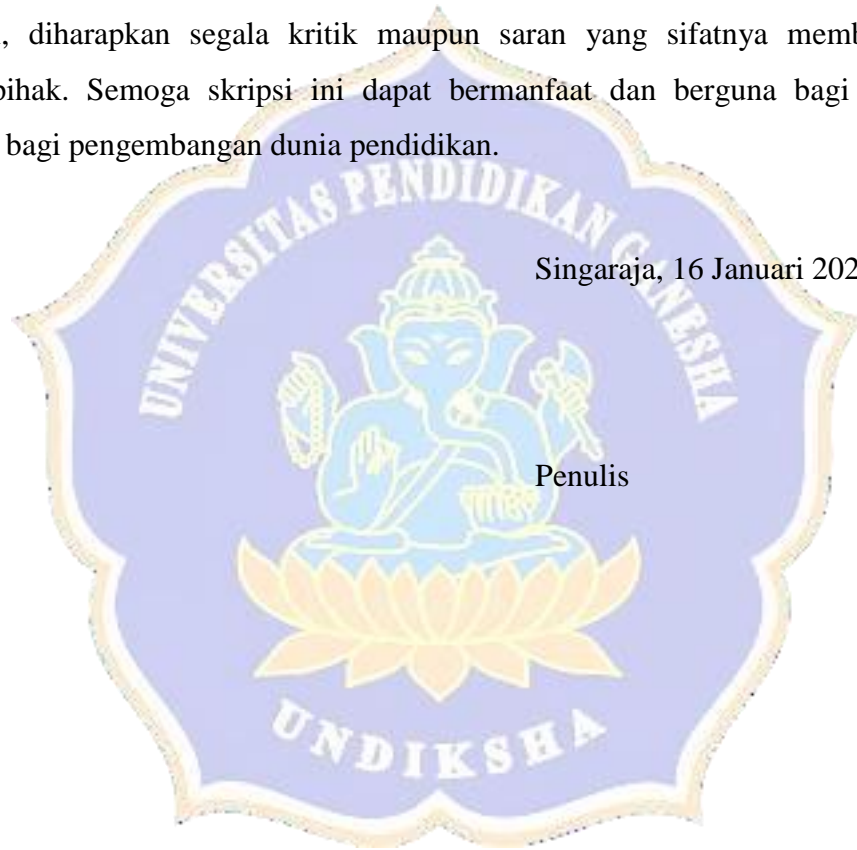 , diharapkan segala kritik maupun saran yang sifatnya memb
pihak. Semoga skripsi ini dapat bermanfaat dan berguna bagi
bagi pengembangan dunia pendidikan.
UNIVERSITAS PENDIDIKAN GANESHA
Singaraja, 16 Januari 202
Penulis
UNDIKSHA